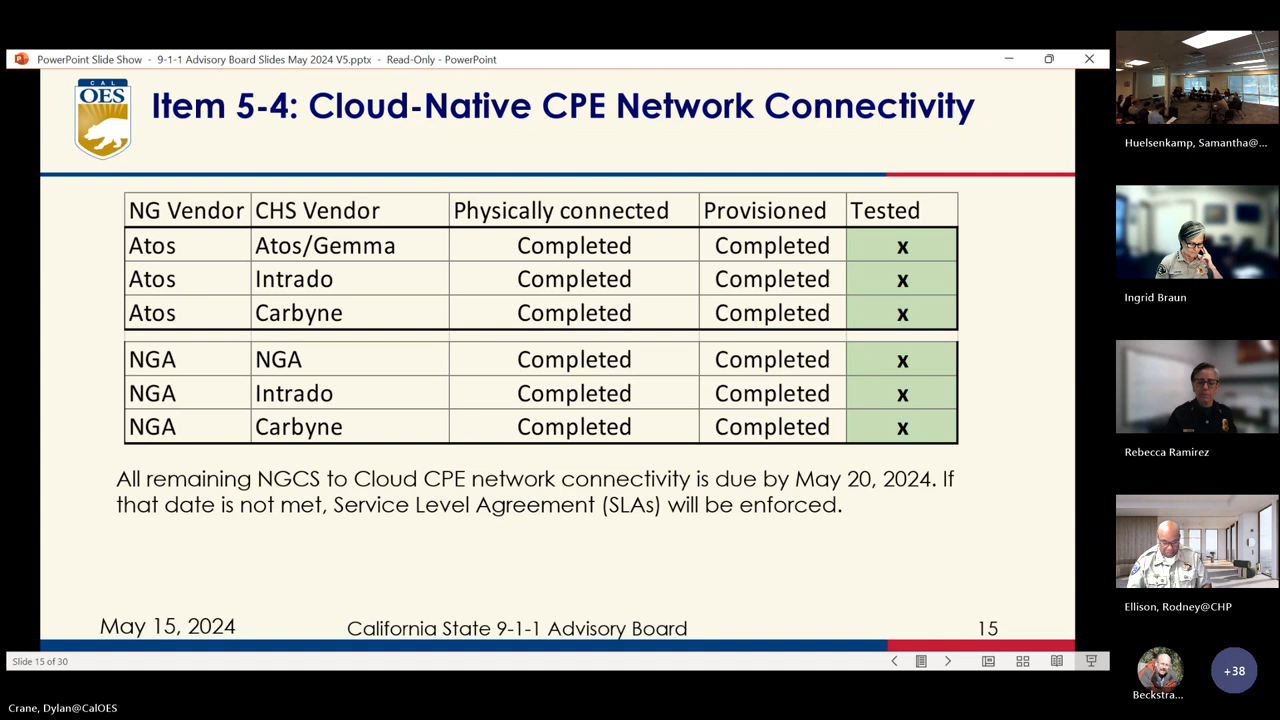 PowerPoint Slide Show - 9-1-1 Advisory Board Slides May 2024 V5.pptx - Read-Only - PowerPoint
CAL
OES
Item 5-4: Cloud-Native CPE Network Connectivity
NG Vendor CHS Vendor Physically connected Provisioned Tested
Atos Atos/Gemma Completed Completed x
Atos Intrado Completed Completed x
Atos Carbyne Completed Completed x
NGA NGA Completed Completed x
NGA Intrado Completed Completed x
NGA Carbyne Completed Completed x
All remaining NGCS to Cloud CPE network connectivity is due by May 20, 2024. If
that date is not met, Service Level Agreement (SLAs) will be enforced.
May 15, 2024 California State 9-1-1 Advisory Board 15
Slide 15 of 30
Crane, Dylan@CalOES
Huelsenkamp, Samantha@...
Ingrid Braun
Rebecca Ramirez
Ellison, Rodney@CHP
Beckstra...
+38